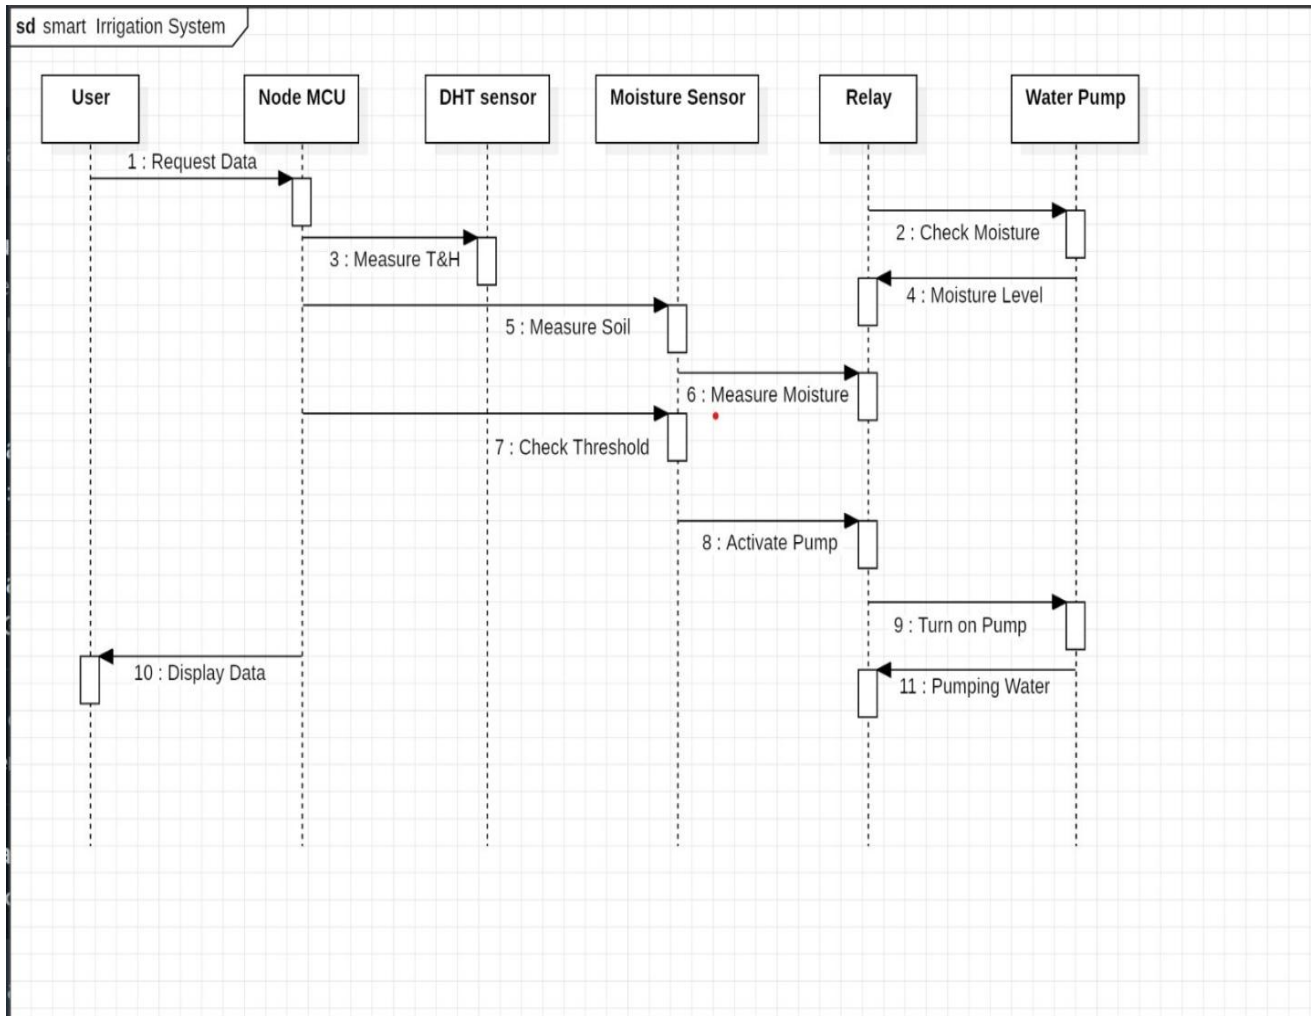 sd smart Irrigation System
User
Node MCU
DHT sensor
Moisture Sensor
Relay
Water Pump
1 : Request Data
2 : Check Moisture
3 : Measure T&H
4 : Moisture Level
5 : Measure Soil
6 : Measure Moisture
7 : Check Threshold
8 : Activate Pump
9 : Turn on Pump
10 : Display Data
11 : Pumping Water